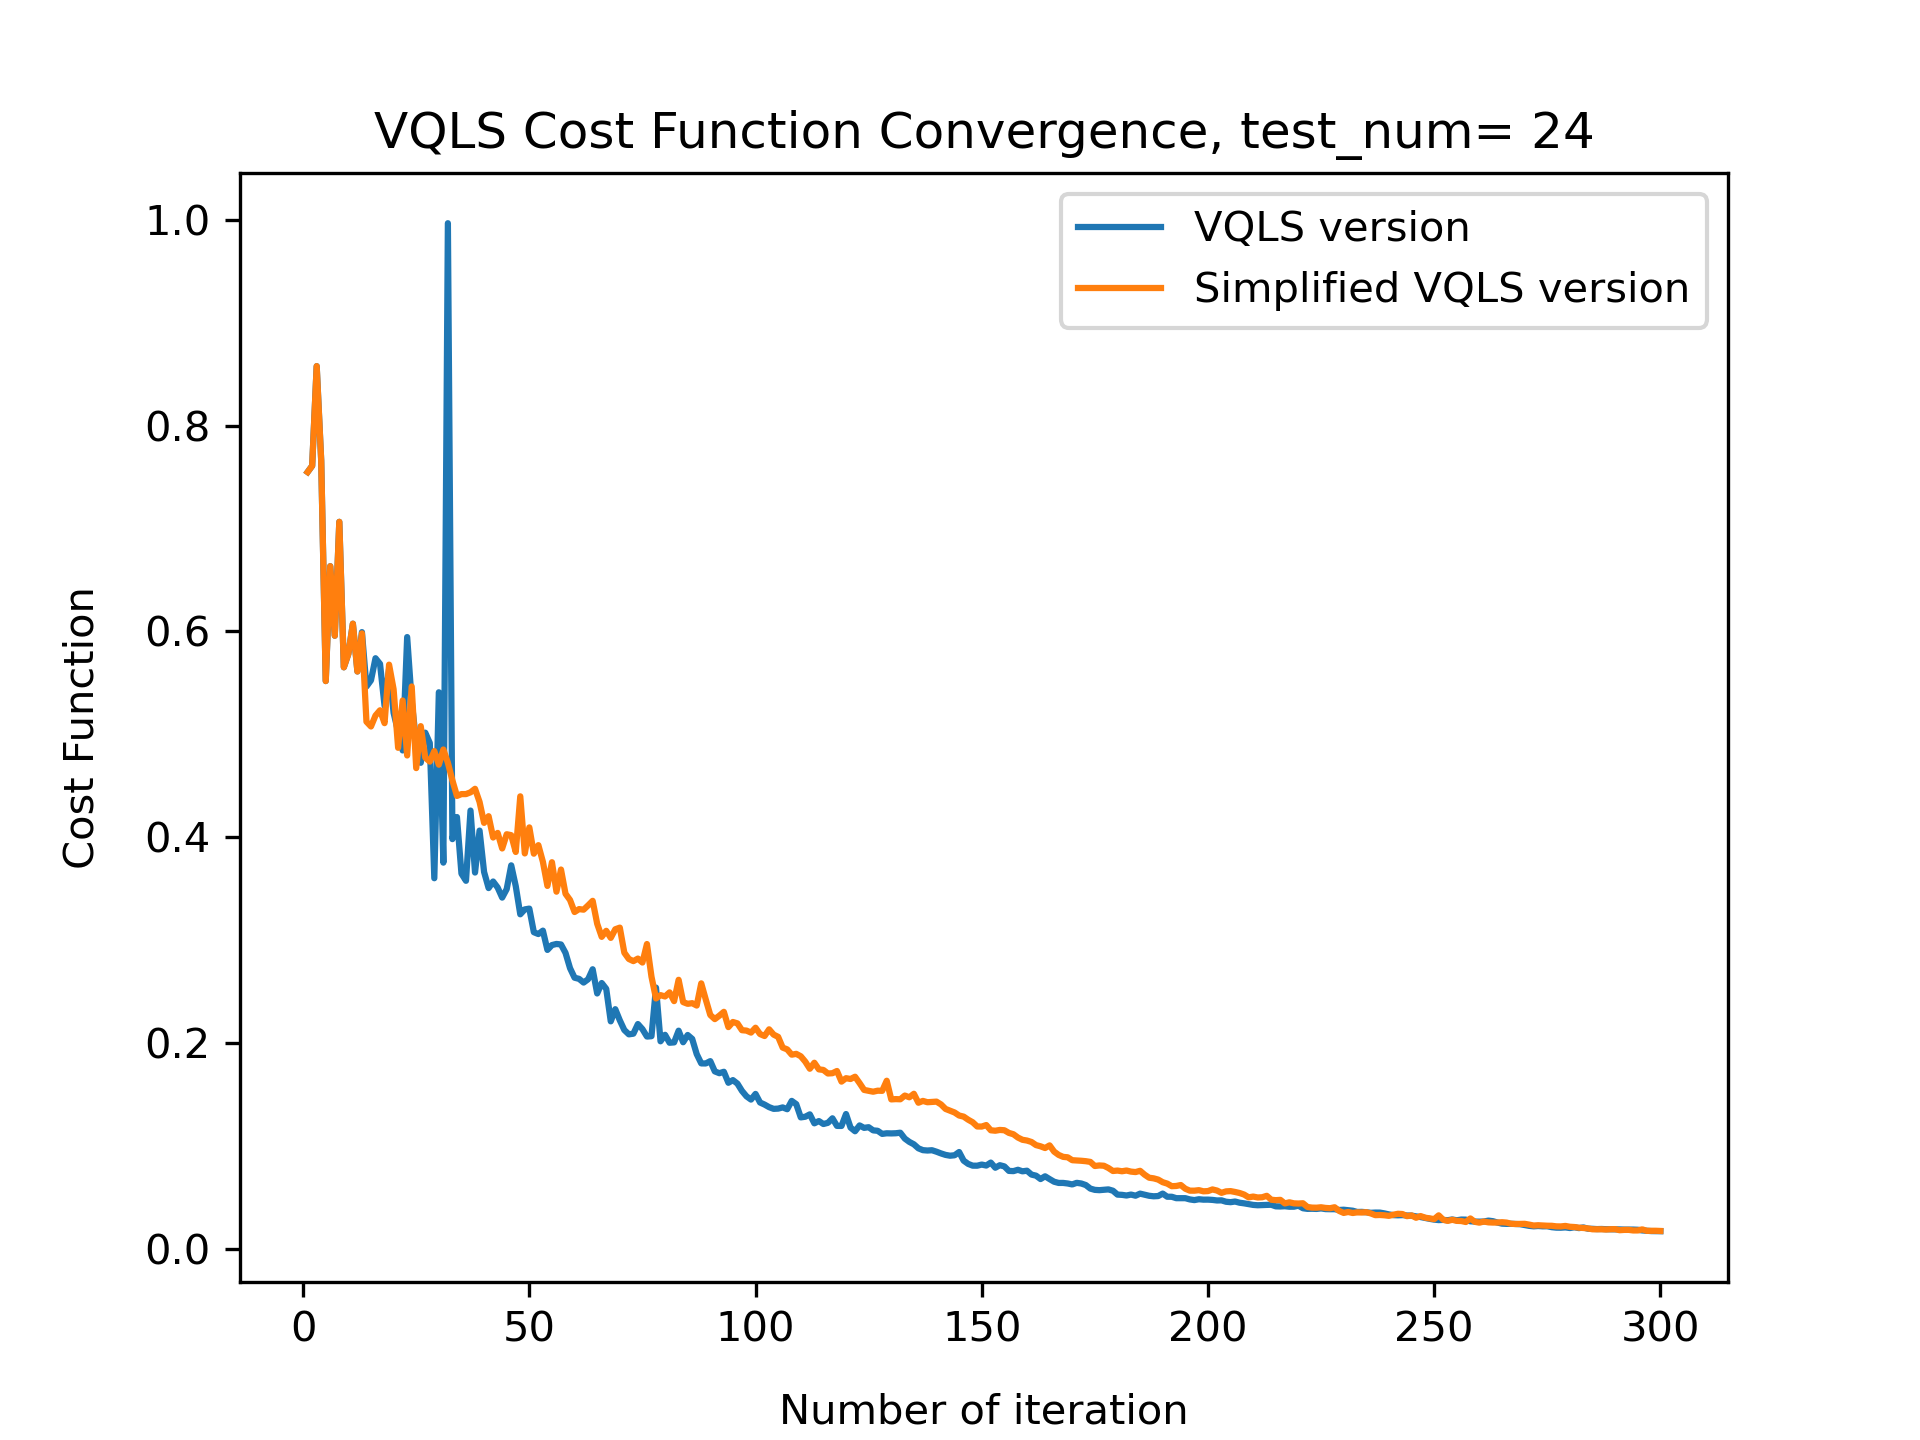 VQLS Cost Function Convergence, test_num= 24
VQLS version
Simplified VQLS version
1.0
0.8
0.6
0.4
0.2
0.0
Cost Function
0 50 100 150 200 250 300
Number of iteration